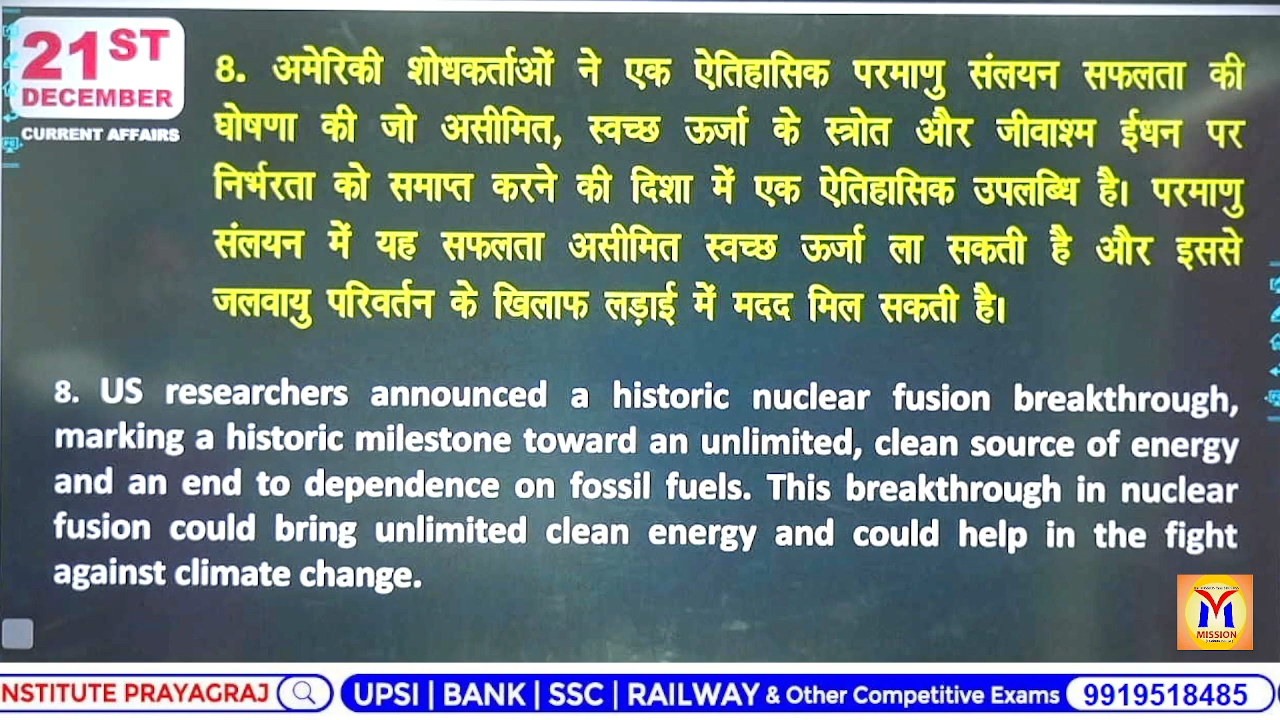 21ST
DECEMBER
CURRENT AFFAIRS
8. अमेरिकी शोधकर्ताओं ने एक ऐतिहासिक परमाणु संलयन सफलता की
घोषणा की जो असीमित, स्वच्छ ऊर्जा के स्त्रोत और जीवाश्म ईधन पर
निर्भरता को समाप्त करने की दिशा में एक ऐतिहासिक उपलब्धि है। परमाणु
संलयन में यह सफलता असीमित स्वच्छ ऊर्जा ला सकती है और इससे
जलवायु परिवर्तन के खिलाफ लड़ाई में मदद मिल सकती है।
8. US researchers announced a historic nuclear fusion breakthrough,
marking a historic milestone toward an unlimited, clean source of energy
and an end to dependence on fossil fuels. This breakthrough in nuclear
fusion could bring unlimited clean energy and could help in the fight
against climate change.
MISSION
NSTITUTE PRAYAGRAJ
UPSI | BANK | SSC | RAILWAY & Other Competitive Exams
9919518485